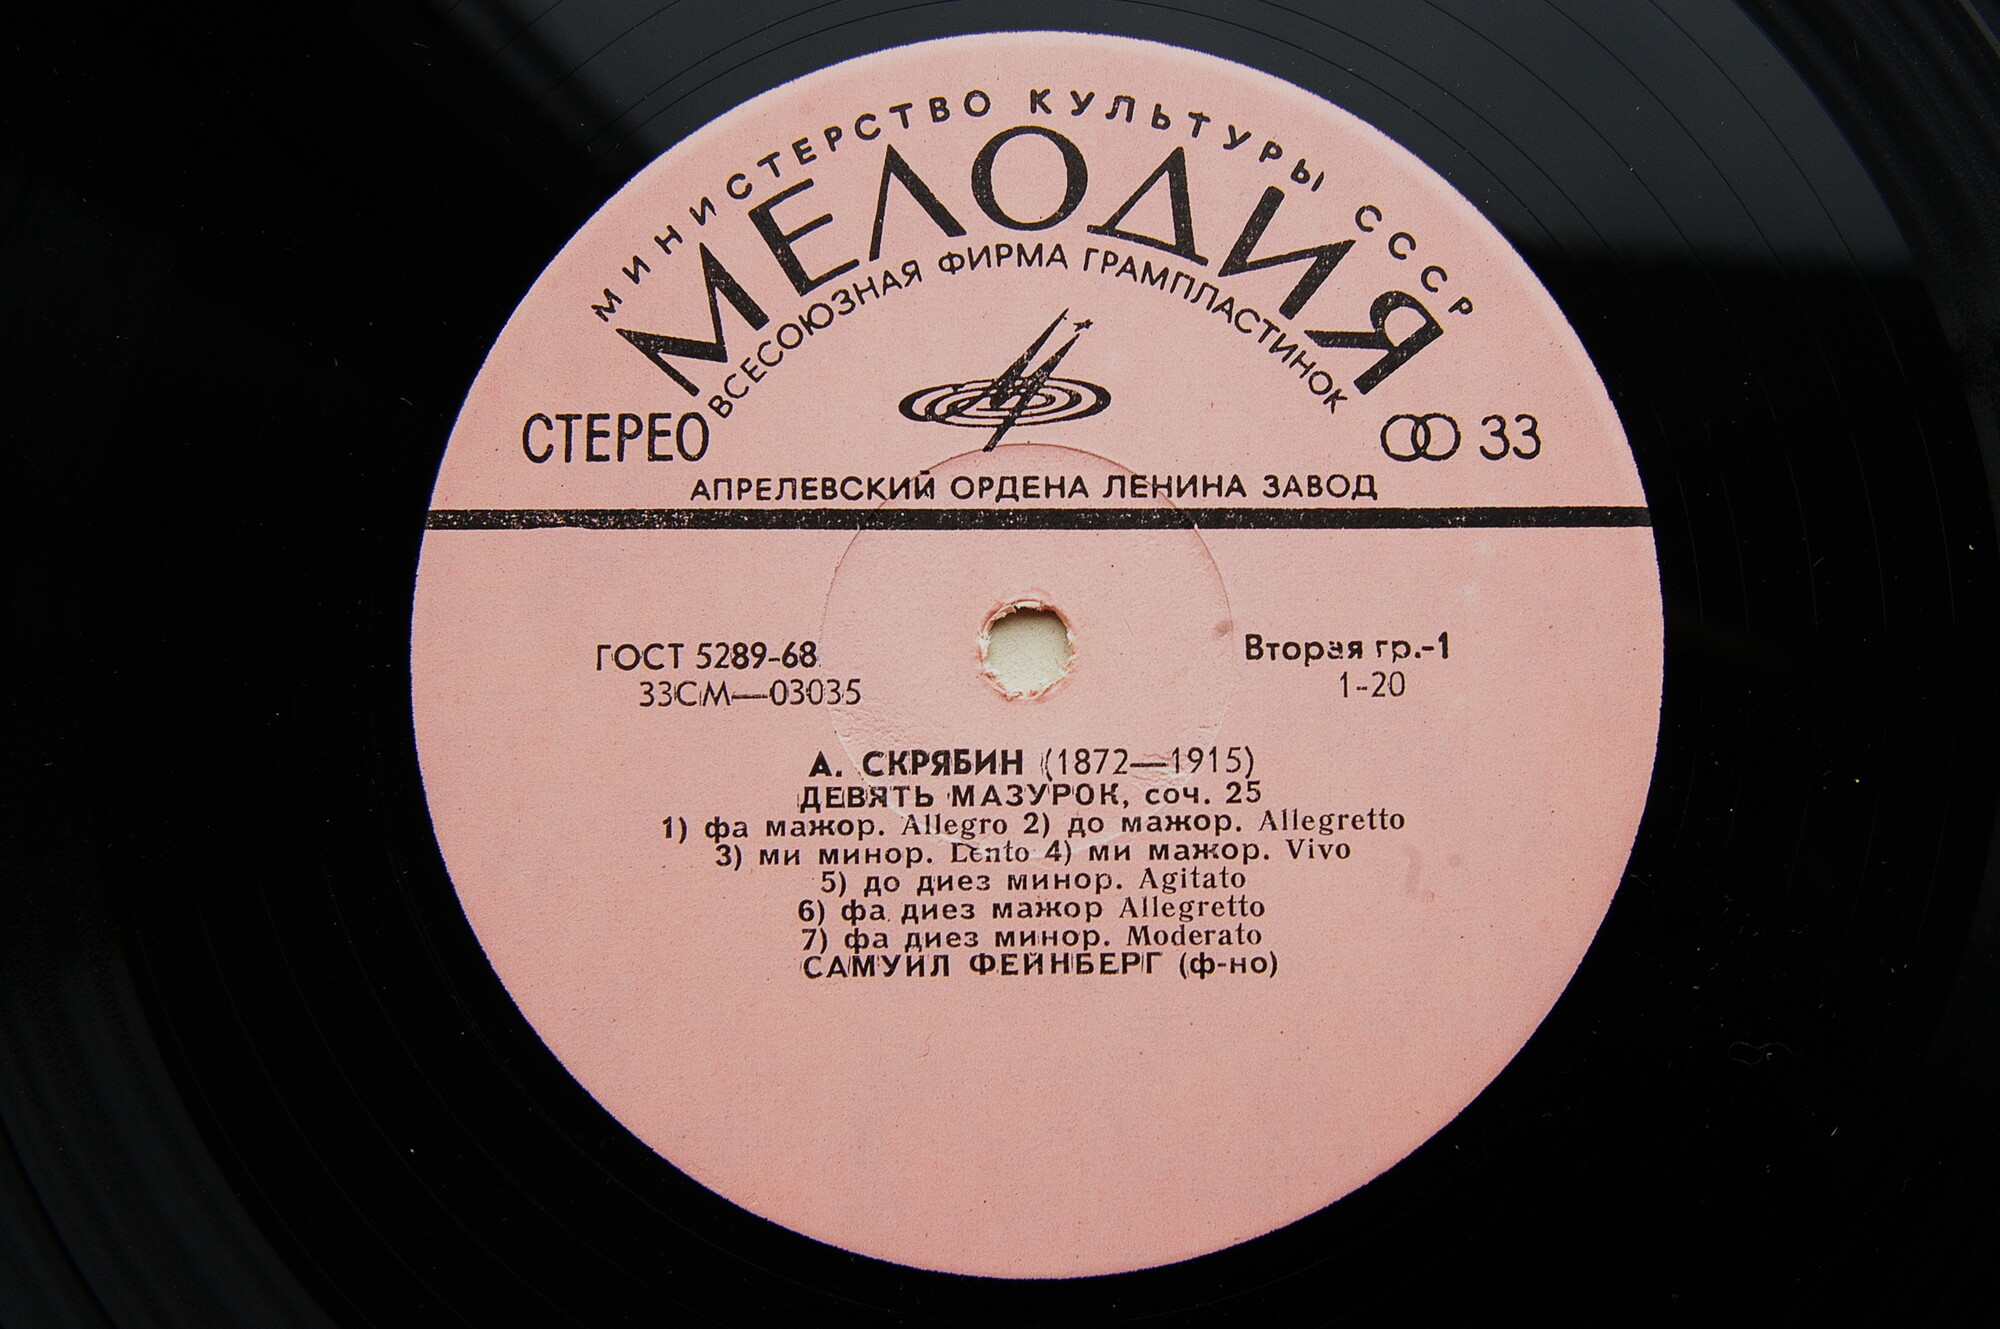 МИНИСТЕРСТВО КУЛЬТУРЫ СССР
МЕЛОДИЯ
ВСЕСОЮЗНАЯ ФИРМА ГРАМПЛАСТИНОК
СТЕРЕО
33
АПРЕЛЕВСКИЙ ОРДЕНА ЛЕНИНА ЗАВОД
ГОСТ 5289-68
33СМ—03035
Вторая гр.-1
1-20
А. СКРЯБИН (1872—1915)
ДЕВЯТЬ МАЗУРОК, соч. 25
1) фа мажор. Allegro 2) до мажор. Allegretto
3) ми минор. Lento 4) ми мажор. Vivo
5) до диез минор. Agitato
6) фа диез мажор Allegretto
7) фа диез минор. Moderato
САМУИЛ ФЕЙНБЕРГ (ф-но)